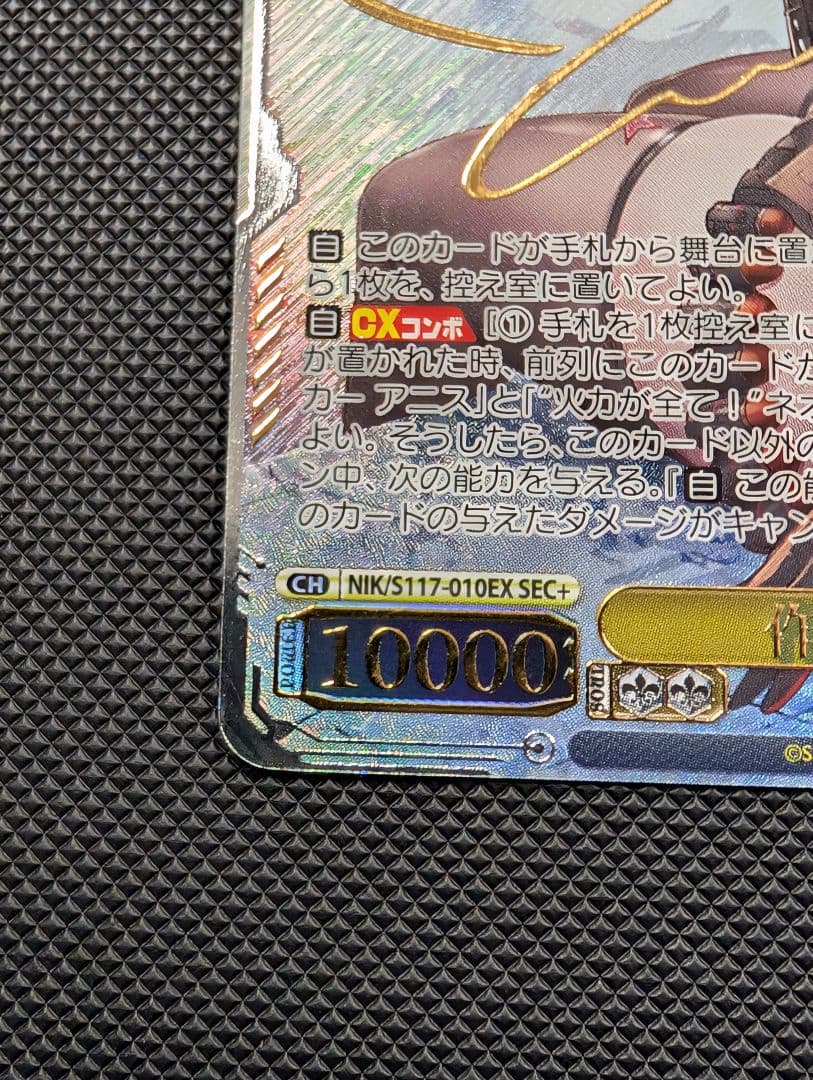 自 このカードが手札から舞台に置
ら1枚を、控え室に置いてよい。
自 CXコンボ [① 手札を1枚控え室に
が置かれた時、前列にこのカードが
カー アニス」と「"火力が全て!"ネオ
よい。そうしたら、このカード以外の
ン中、次の能力を与える。『自 この能
のカードの与えたダメージがキャン
CH NIK/S117-010EX SEC+
POWER 10000
作
SOUL
©S